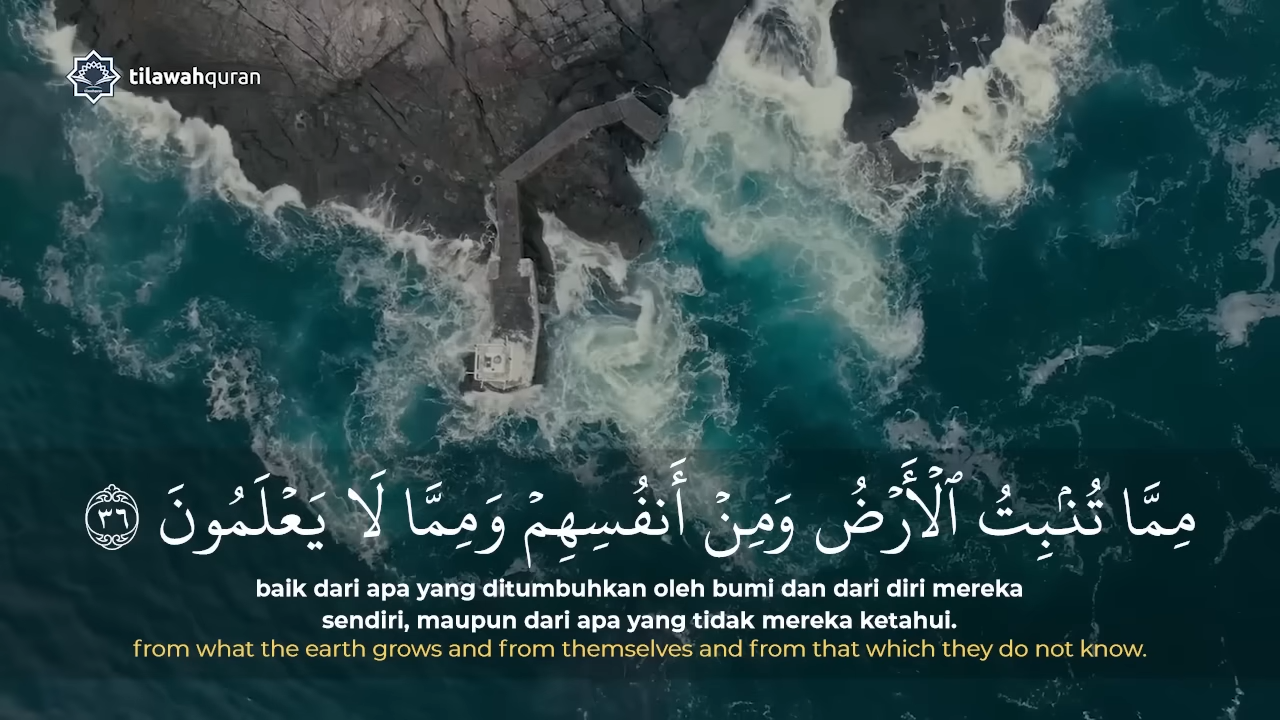 tilawahquran
مِمَّا تُنۢبِتُ ٱلْأَرْضُ وَمِنْ أَنفُسِهِمْ وَمِمَّا لَا يَعْلَمُونَ ٣٦
baik dari apa yang ditumbuhkan oleh bumi dan dari diri mereka
sendiri, maupun dari apa yang tidak mereka ketahui.
from what the earth grows and from themselves and from that which they do not know.